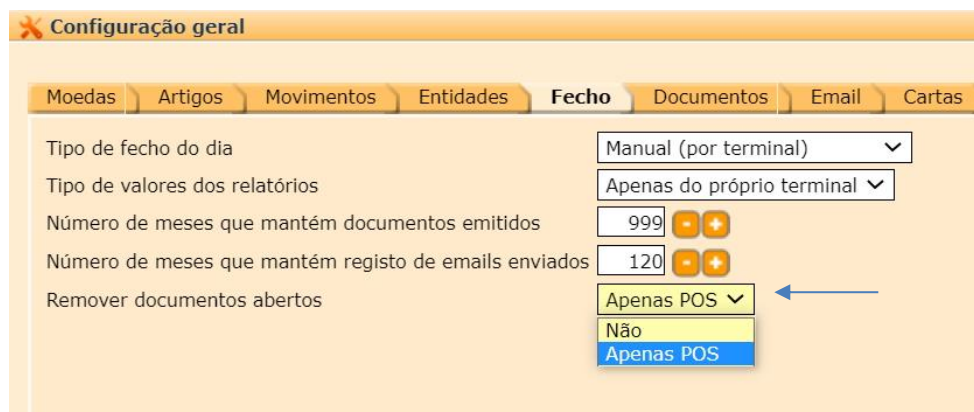 Configuração geral
Moedas Artigos Movimentos Entidades Fecho Documentos Email Cartas
Tipo de fecho do dia Manual (por terminal)
Tipo de valores dos relatórios Apenas do próprio terminal
Número de meses que mantém documentos emitidos 999 - +
Número de meses que mantém registo de emails enviados 120 - +
Remover documentos abertos Apenas POS
Não
Apenas POS